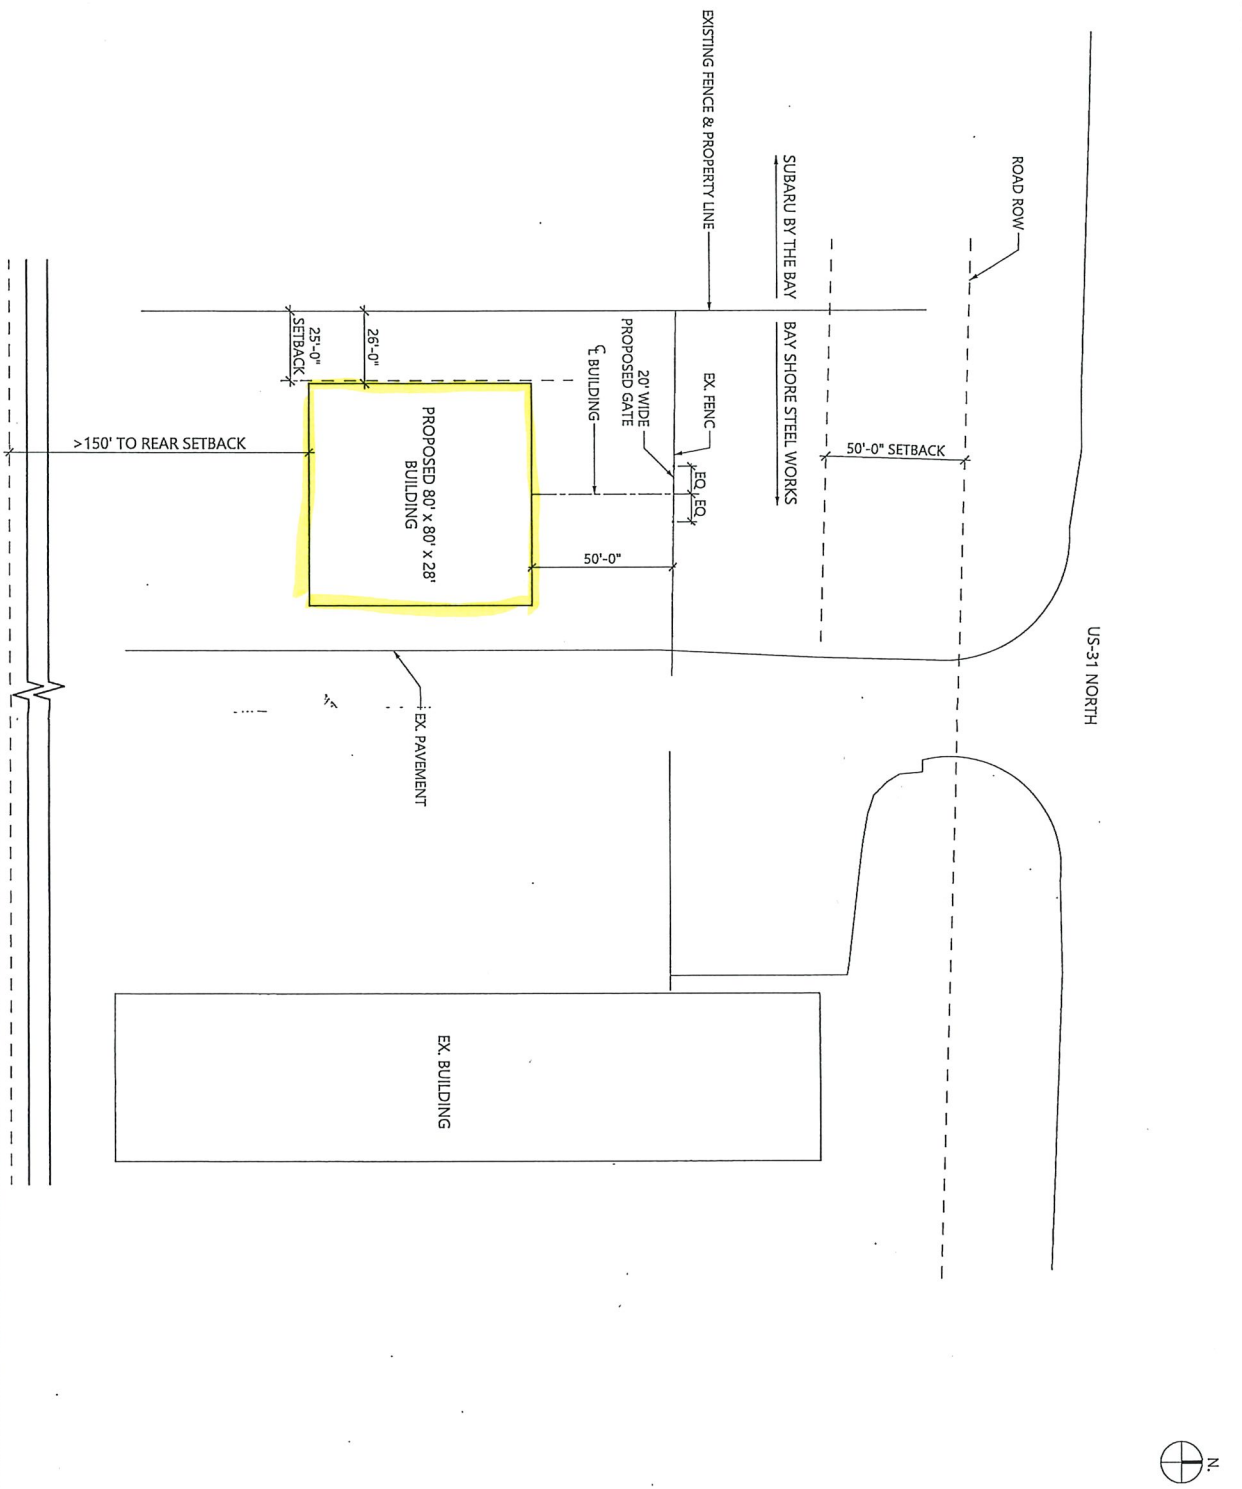 US-31 NORTH
ROAD ROW
50'-0" SETBACK
SUBARU BY THE BAY
BAY SHORE STEEL WORKS
EXISTING FENCE & PROPERTY LINE
EX. FENC
EQ
EQ
20' WIDE
PROPOSED GATE
℄ BUILDING
50'-0"
26'-0"
25'-0"
SETBACK
PROPOSED 80' x 80' x 28'
BUILDING
>150' TO REAR SETBACK
EX. PAVEMENT
EX. BUILDING
N.